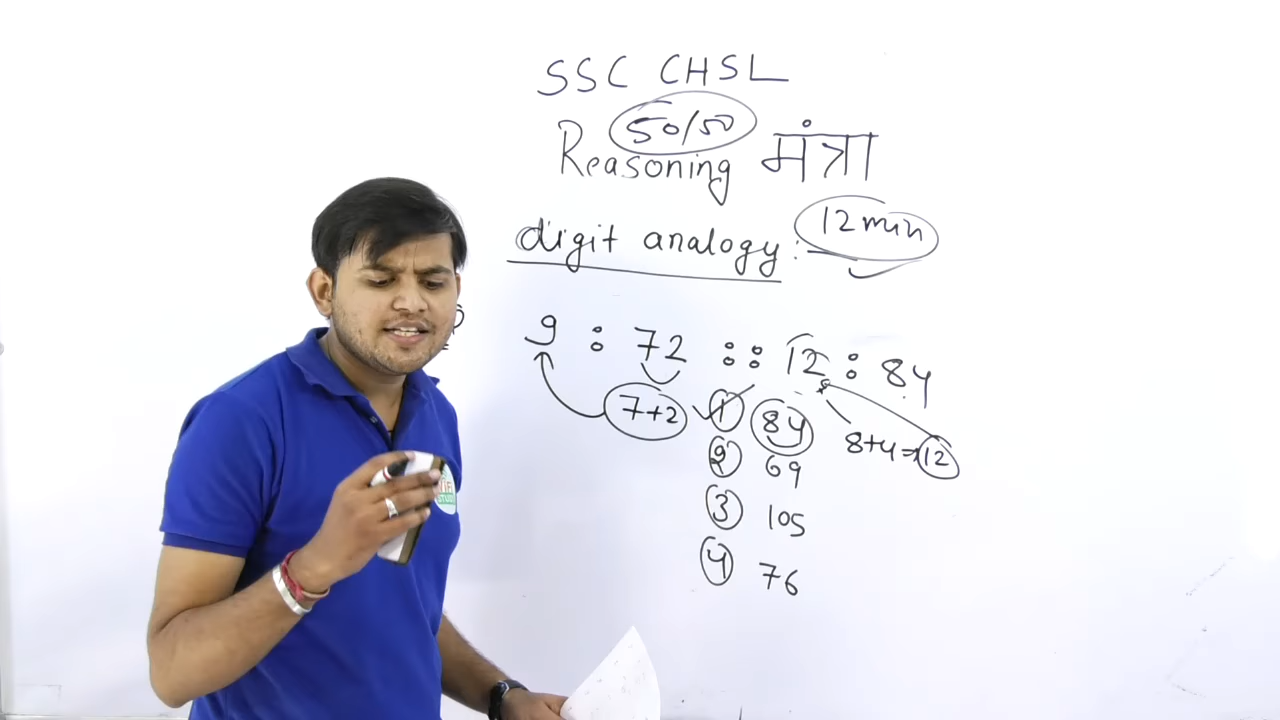 SSC CHSL
50/50
Reasoning मंत्रा
digit analogy : 12 min
9 : 72 :: 12 : 84
7+2
① 84
8+4⇒12
② 69
③ 105
④ 76